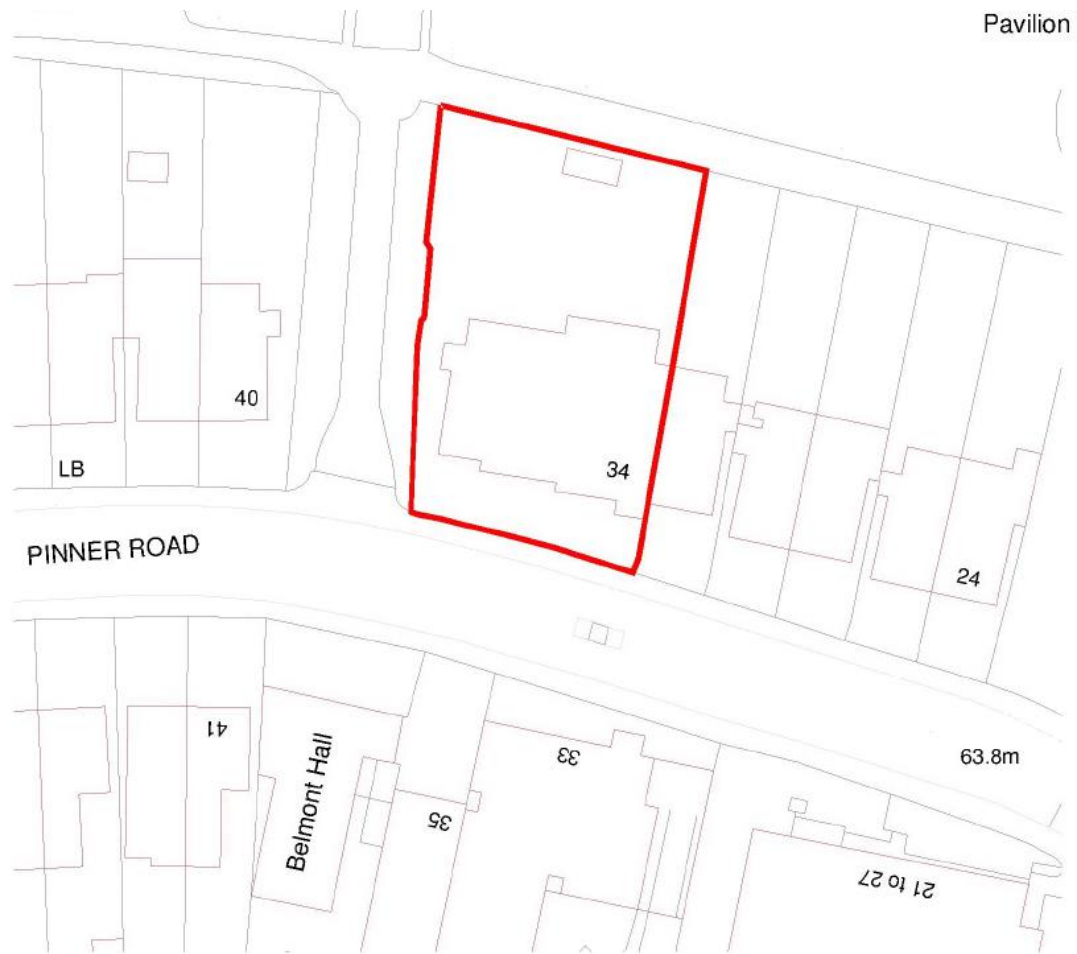 Pavilion
40
LB
34
PINNER ROAD
24
41
Belmont Hall
33
35
63.8m
21 to 27